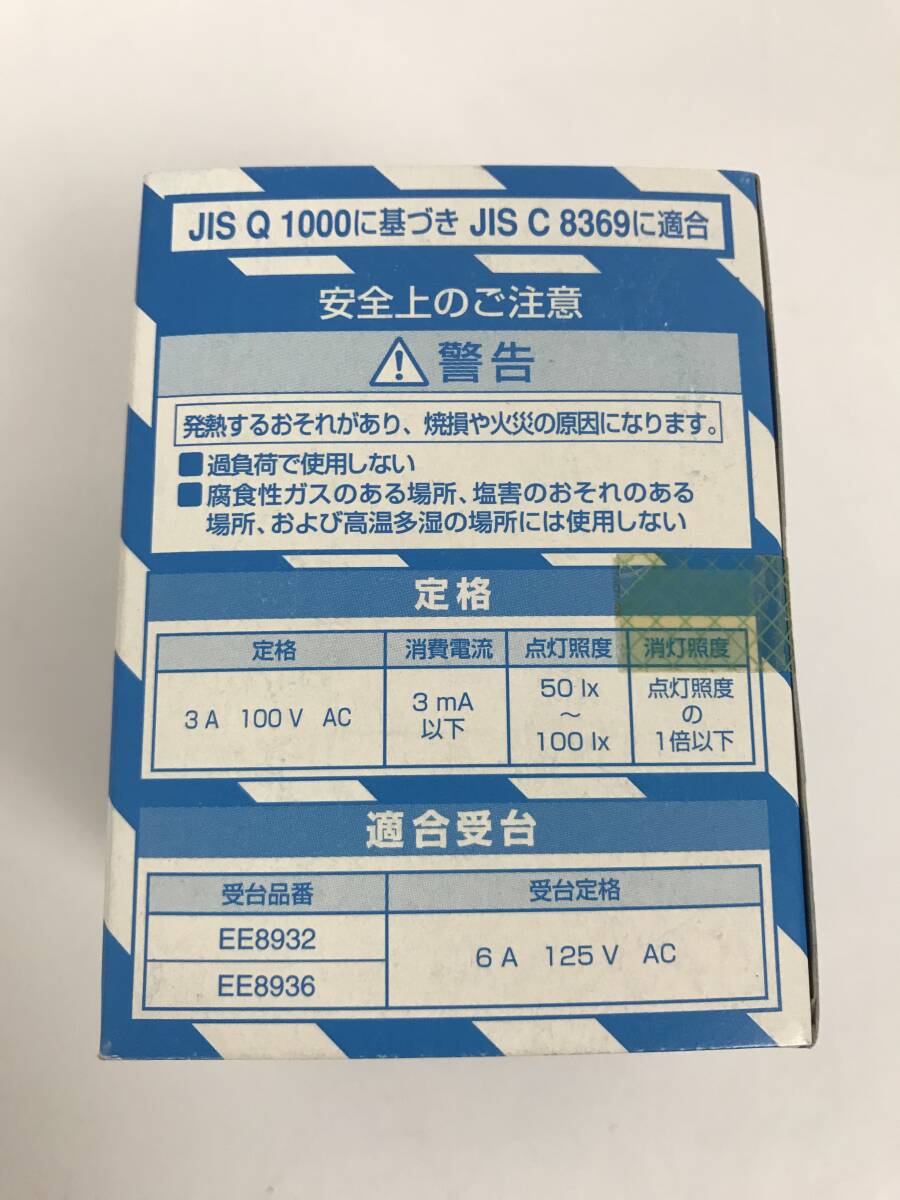 JIS Q 1000に基づき JIS C 8369に適合
安全上のご注意
警告
発熱するおそれがあり、焼損や火災の原因になります。
■過負荷で使用しない
■腐食性ガスのある場所、塩害のおそれのある
場所、および高温多湿の場所には使用しない
定格
定格 消費電流 点灯照度 消灯照度
3 A 100 V AC
3 mA
以下
50 lx
～
100 lx
点灯照度
の
1倍以下
適合受台
受台品番 受台定格
EE8932
EE8936
6 A 125 V AC